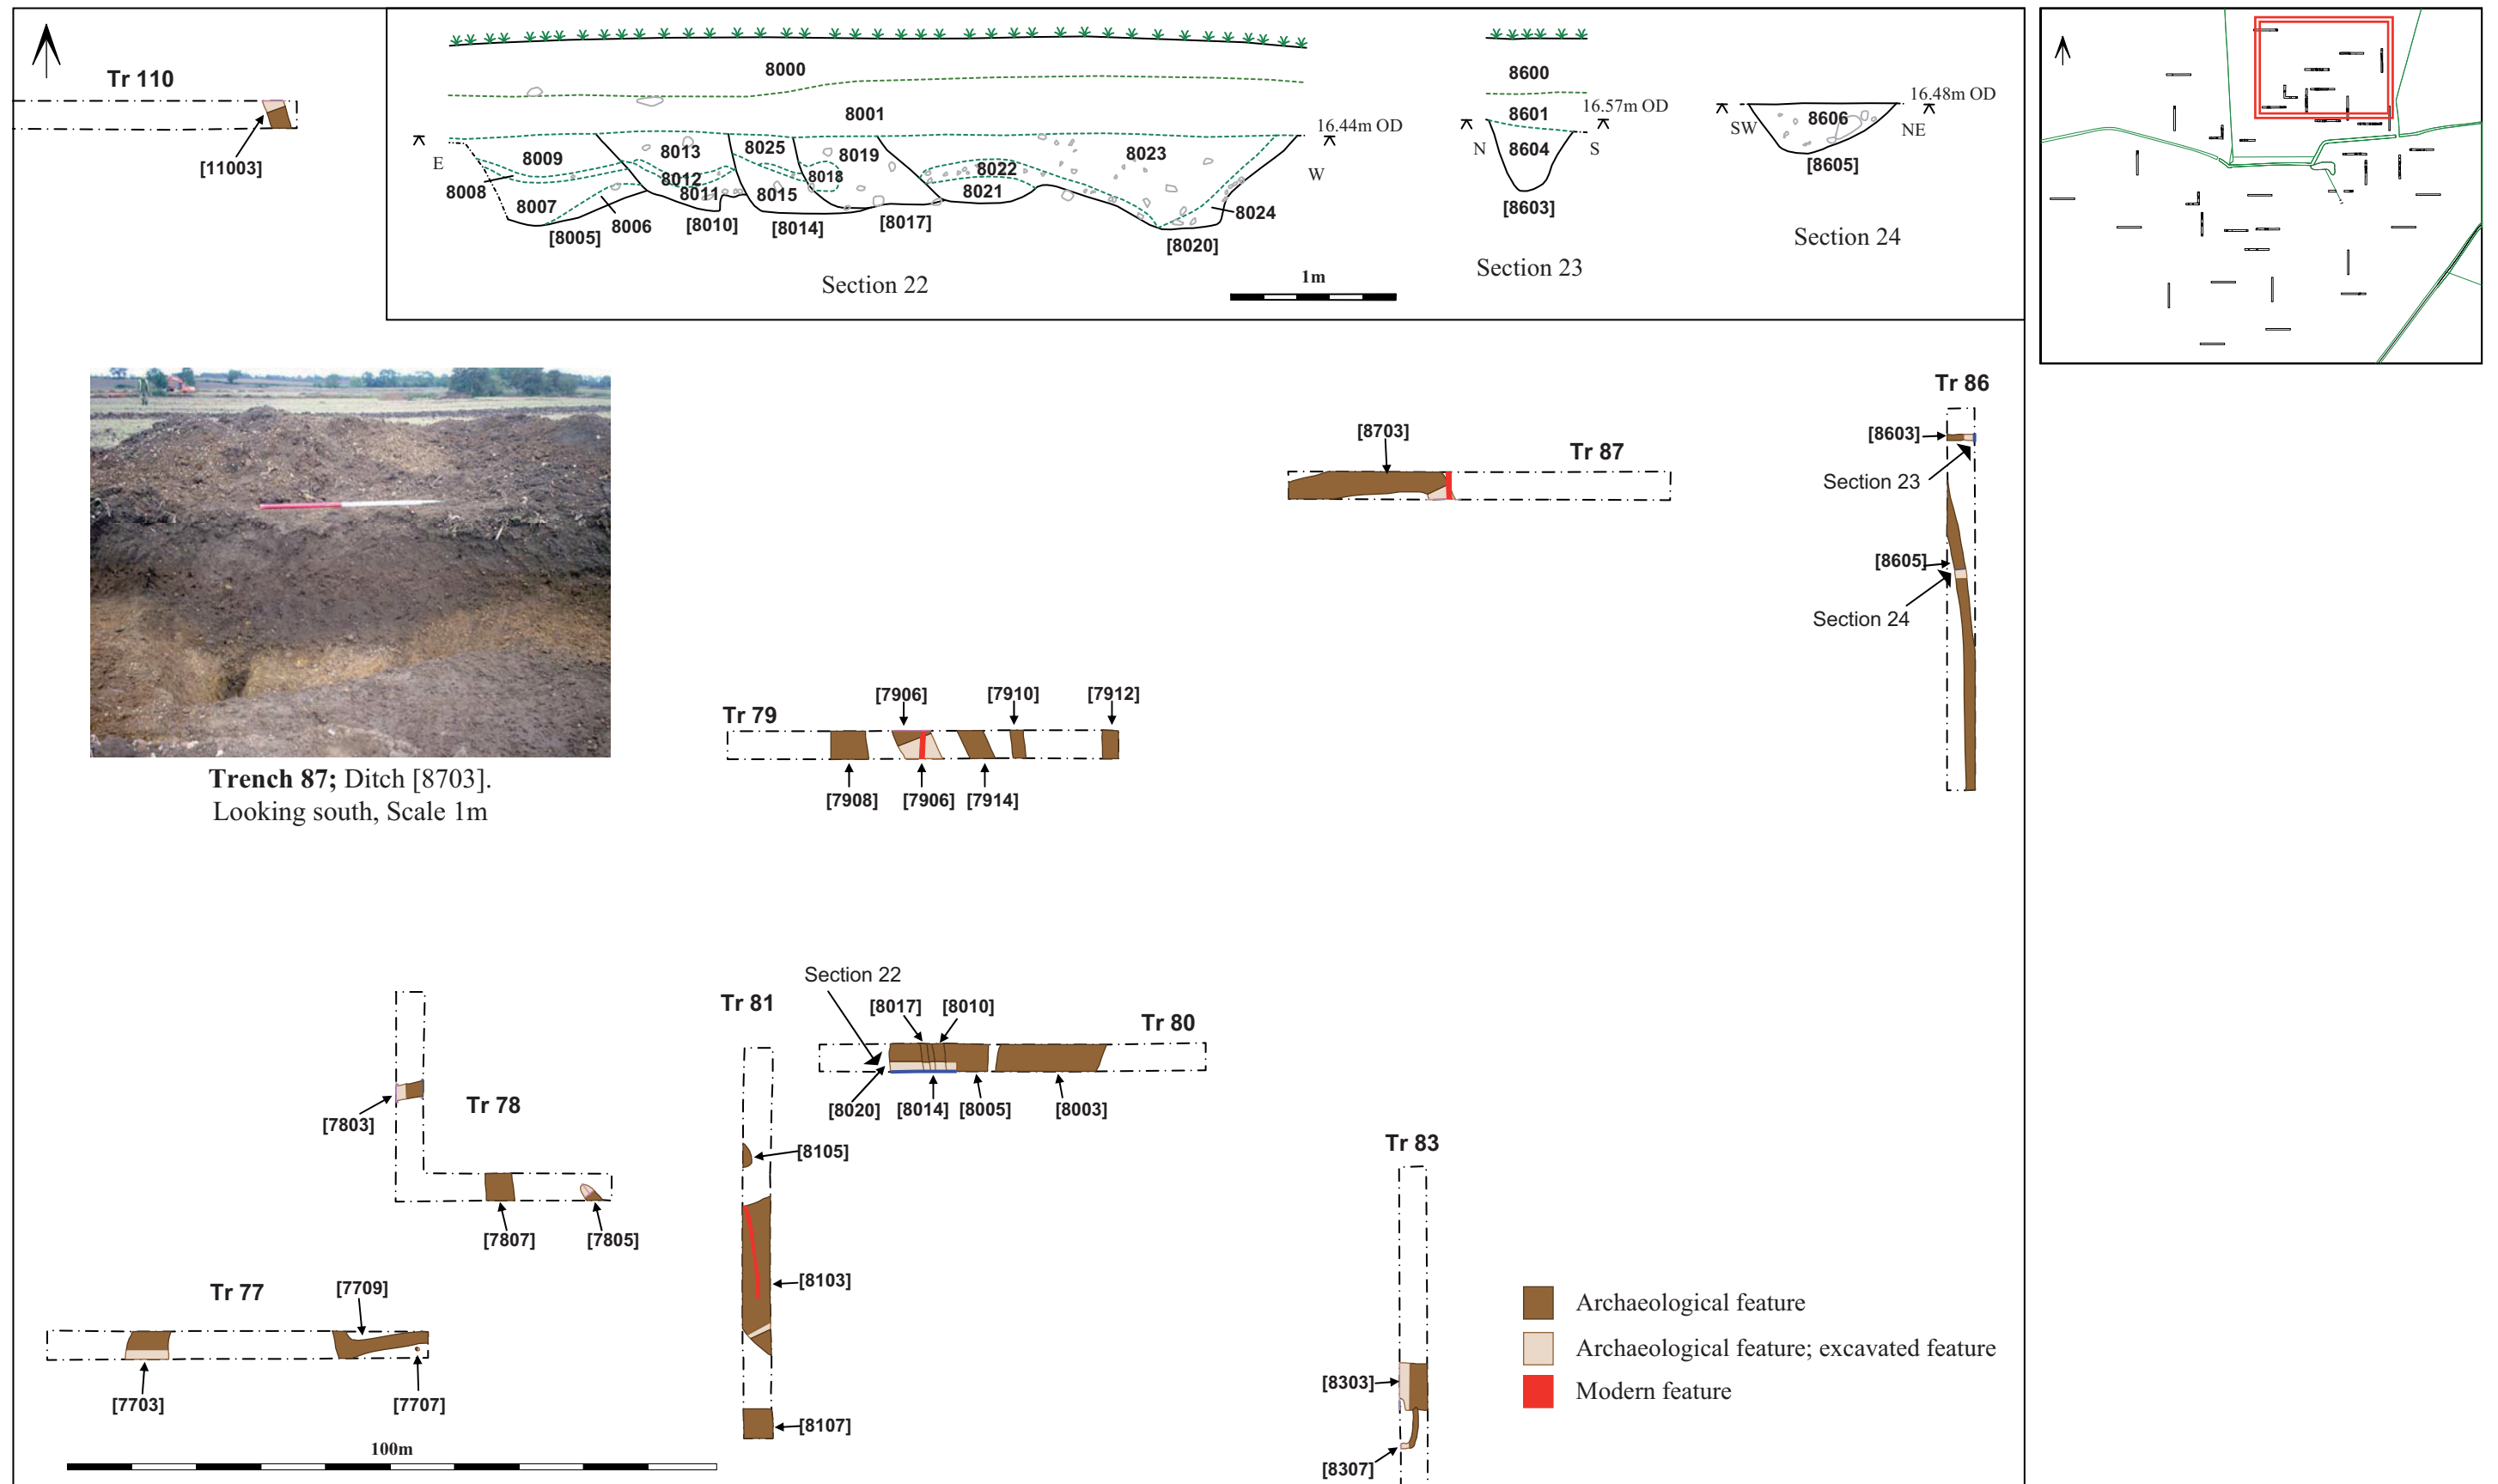 Tr 110
[11003]
8000
8001
16.44m OD
E
W
8009
8013
8025
8019
8023
8008
8012
8018
8022
8011
8015
8021
8007
8006
8024
[8005]
[8010]
[8014]
[8017]
[8020]
Section 22
1m
8600
8601
16.57m OD
N
S
8604
[8603]
Section 23
16.48m OD
SW
NE
8606
[8605]
Section 24
Trench 87; Ditch [8703].
Looking south, Scale 1m
[8703]
Tr 87
Tr 86
[8603]
Section 23
[8605]
Section 24
Tr 79
[7906]
[7910]
[7912]
[7908]
[7906]
[7914]
Section 22
Tr 81
[8017]
[8010]
Tr 80
[8020]
[8014]
[8005]
[8003]
[7803]
Tr 78
[7807]
[7805]
[8105]
[8103]
[8107]
Tr 77
[7709]
[7703]
[7707]
100m
Tr 83
[8303]
[8307]
Archaeological feature
Archaeological feature; excavated feature
Modern feature